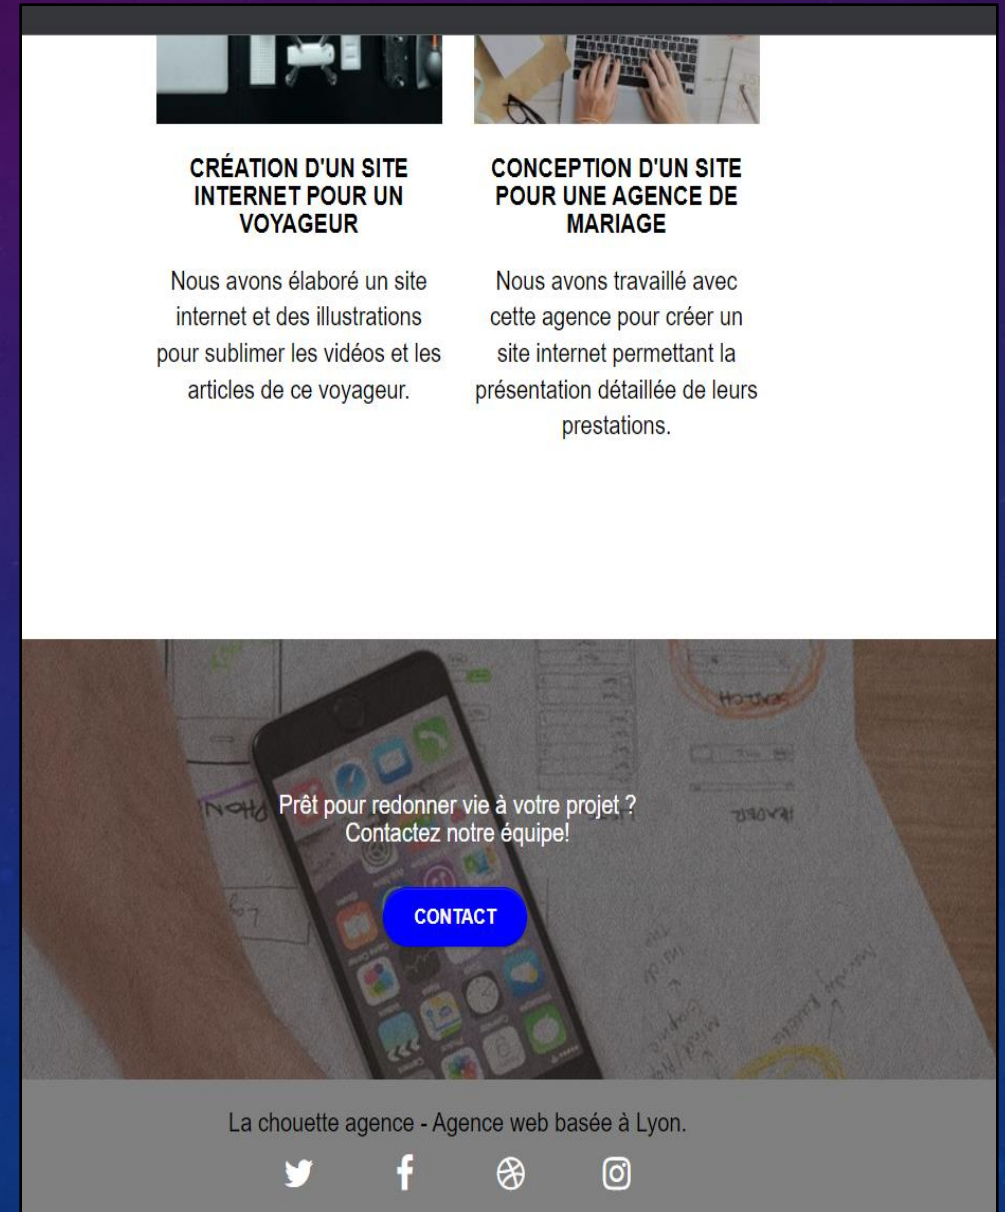 CRÉATION D'UN SITE
INTERNET POUR UN
VOYAGEUR
Nous avons élaboré un site
internet et des illustrations
pour sublimer les vidéos et les
articles de ce voyageur.
CONCEPTION D'UN SITE
POUR UNE AGENCE DE
MARIAGE
Nous avons travaillé avec
cette agence pour créer un
site internet permettant la
présentation détaillée de leurs
prestations.
SEARCH
HEADER
Prêt pour redonner vie à votre projet ?
Contactez notre équipe!
CONTACT
La chouette agence - Agence web basée à Lyon.